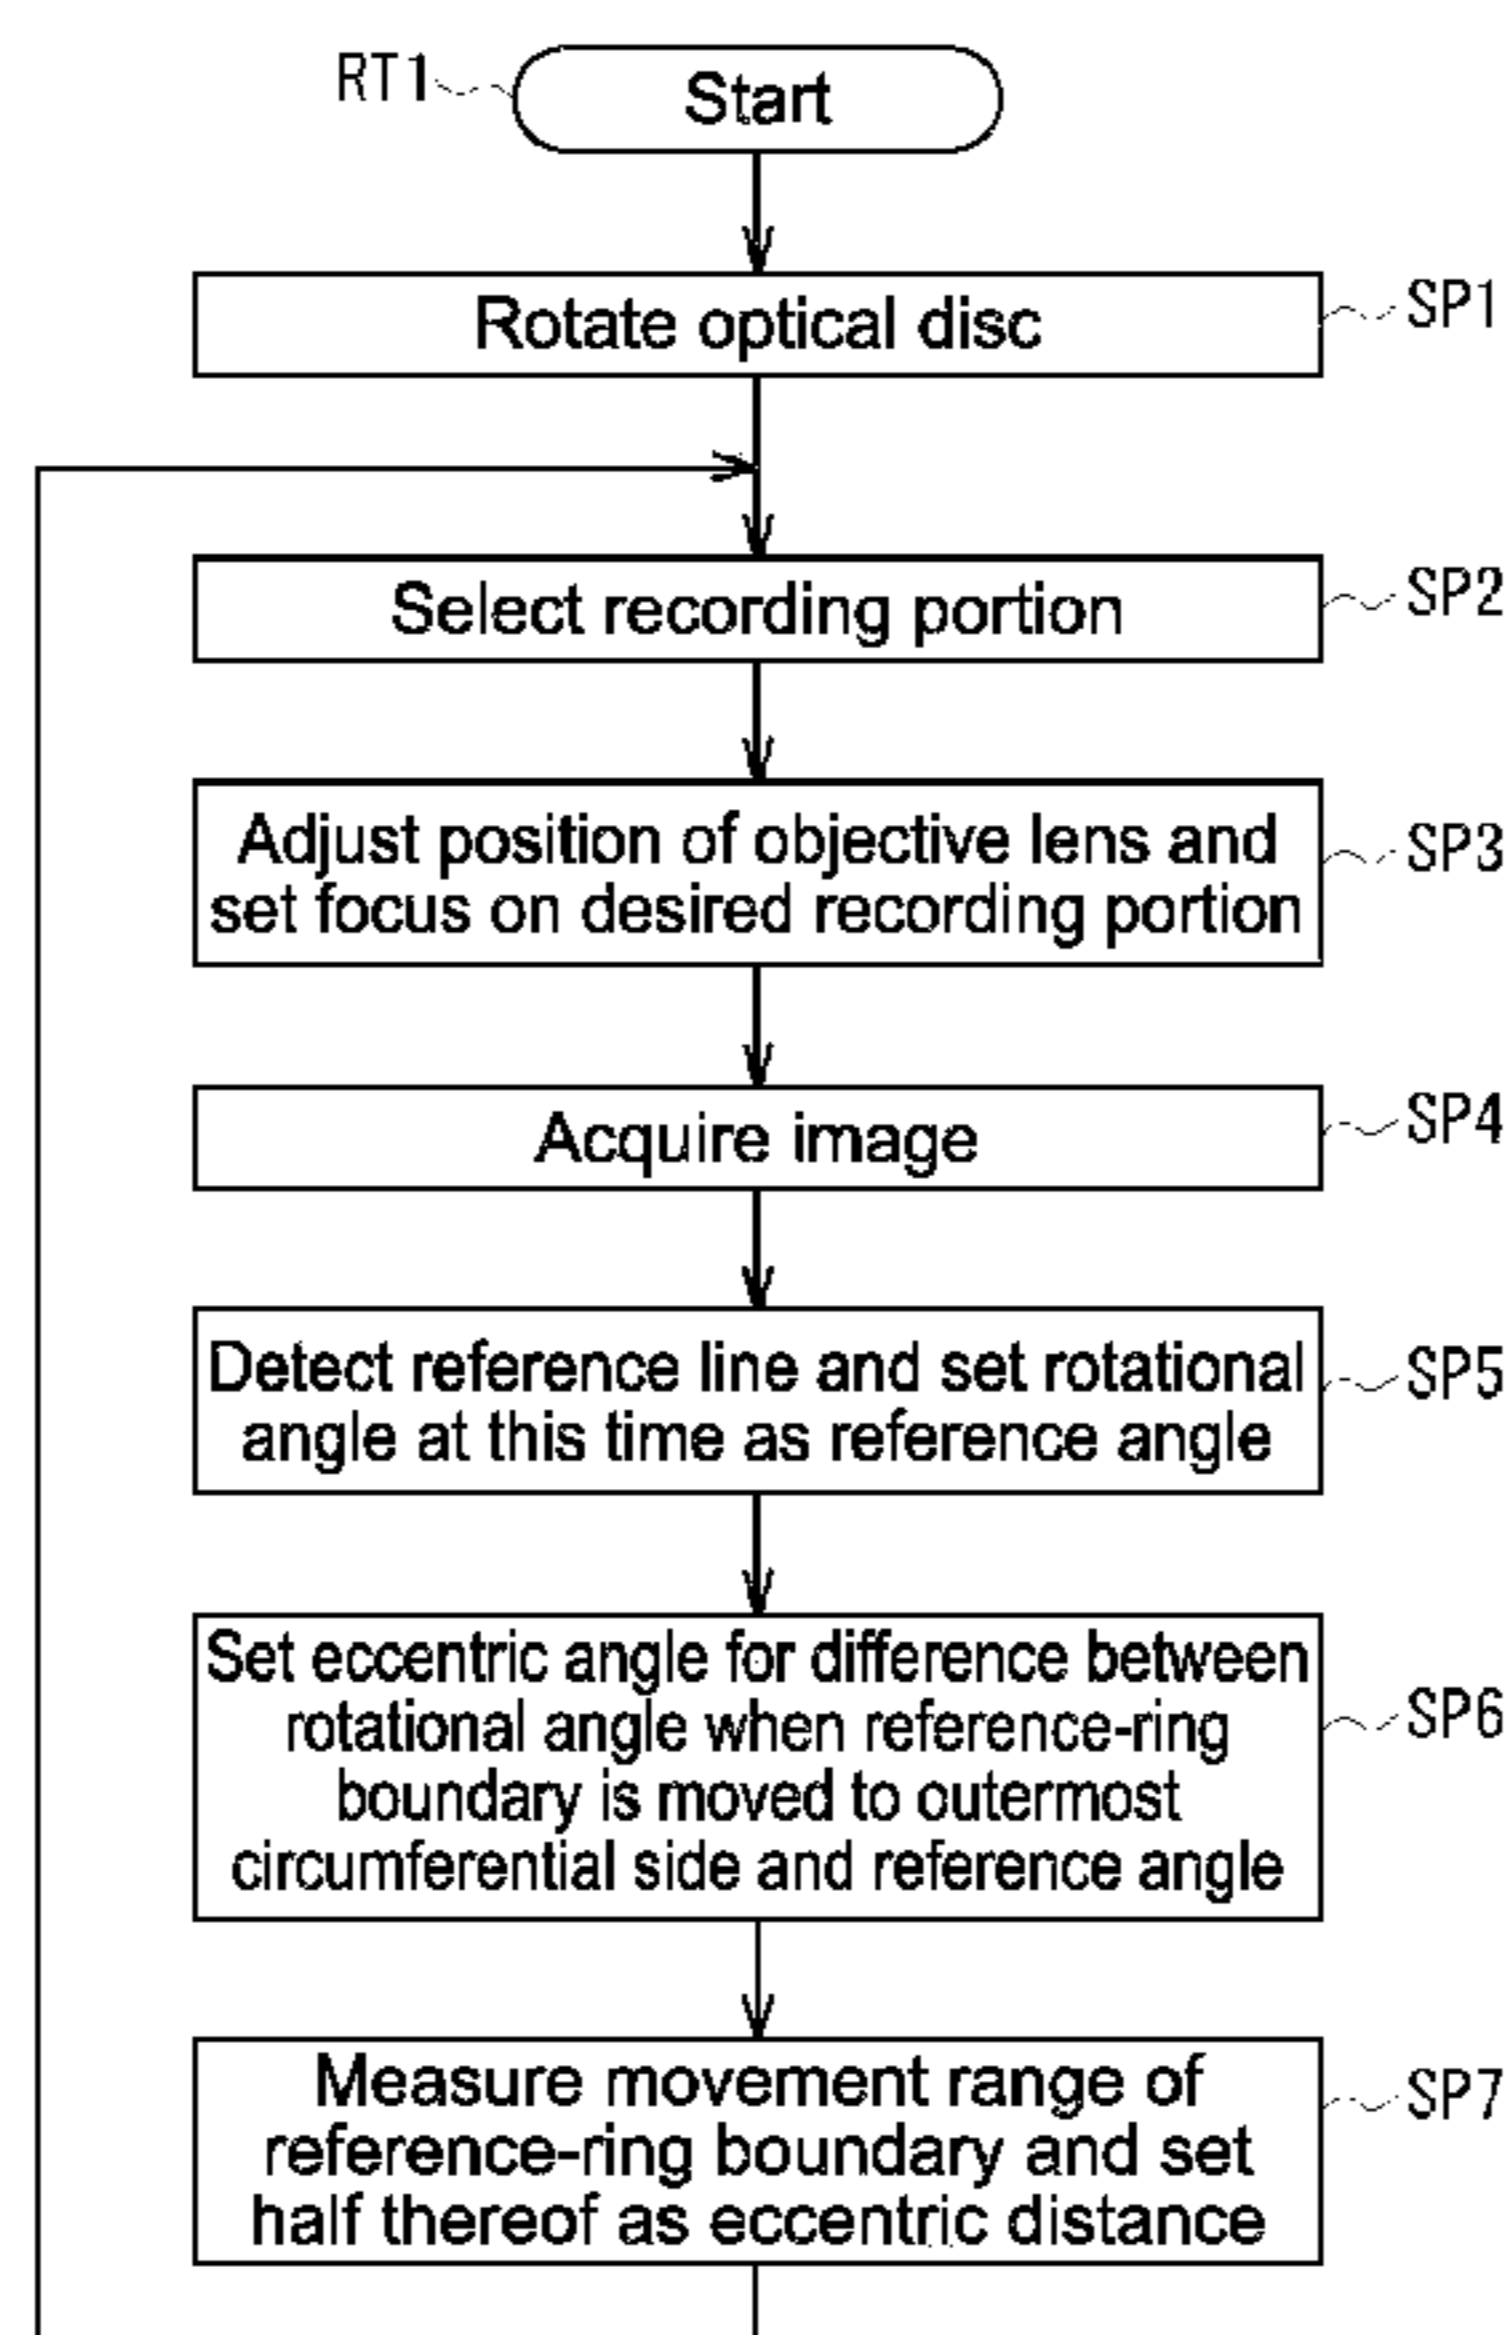 RT1
Start
Rotate optical disc
SP1
Select recording portion
SP2
Adjust position of objective lens and
set focus on desired recording portion
SP3
Acquire image
SP4
Detect reference line and set rotational
angle at this time as reference angle
SP5
Set eccentric angle for difference between
rotational angle when reference-ring
boundary is moved to outermost
circumferential side and reference angle
SP6
Measure movement range of
reference-ring boundary and set
half thereof as eccentric distance
SP7